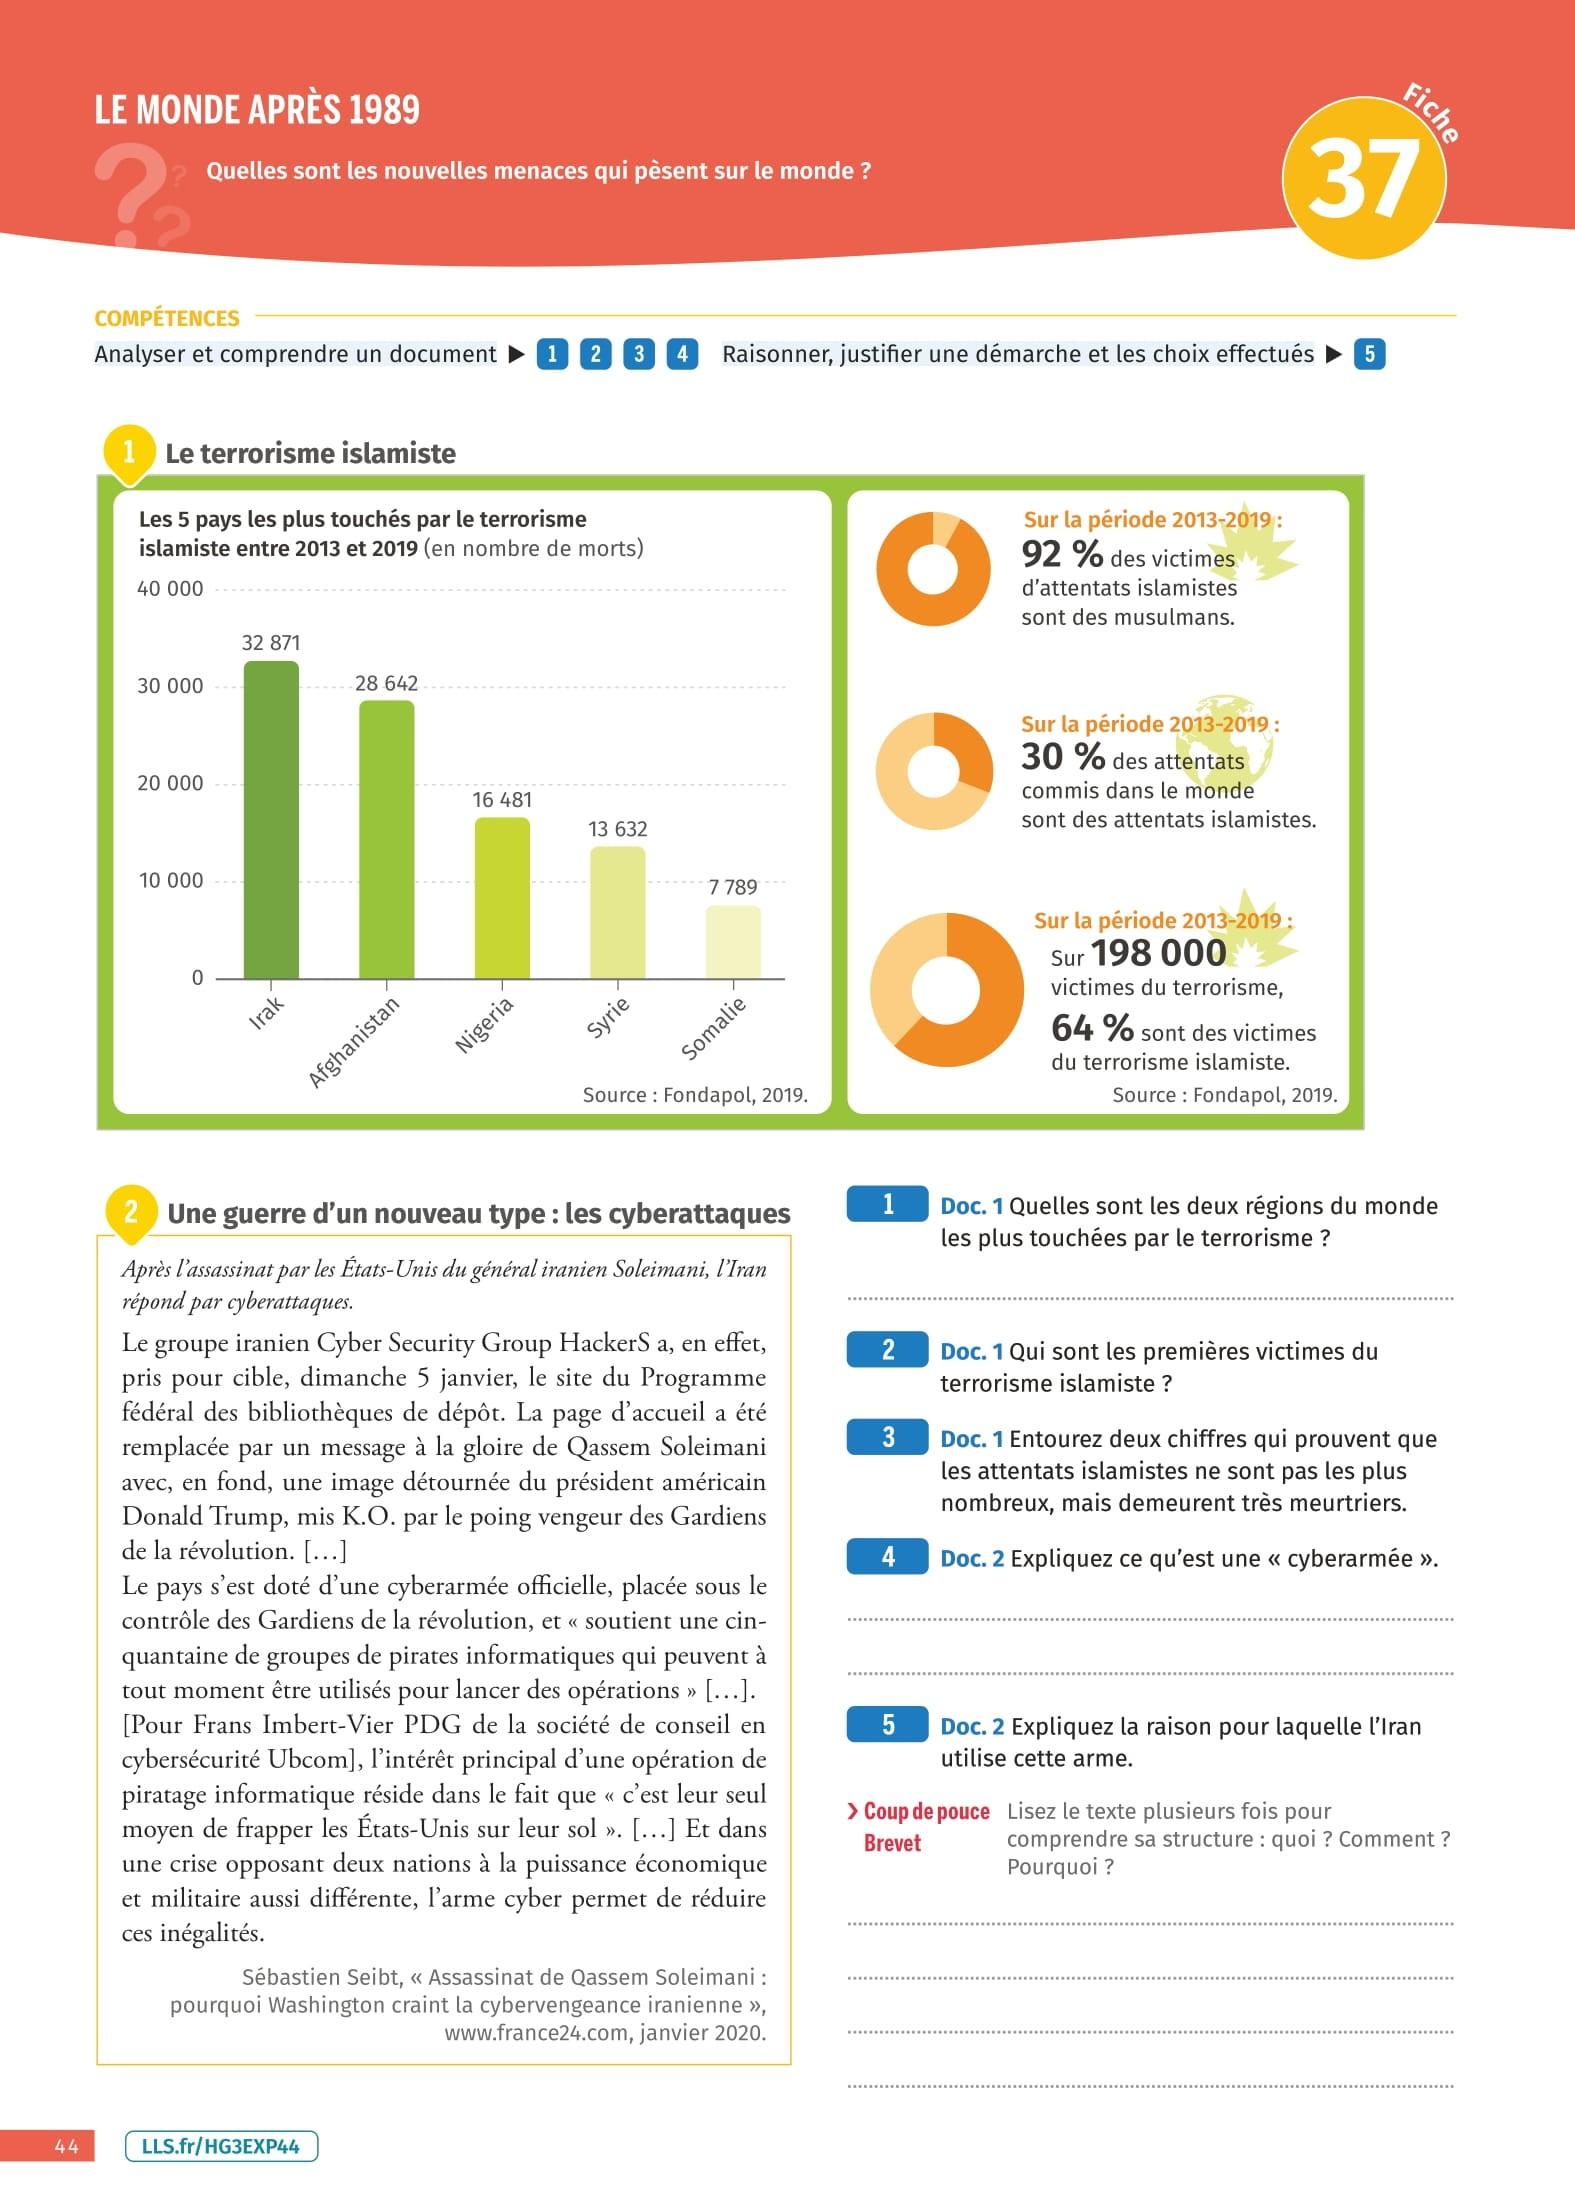 LE MONDE APRÈS 1989
Quelles sont les nouvelles menaces qui pèsent sur le monde ?
Fiche
37
COMPÉTENCES
Analyser et comprendre un document ▶ 1 2 3 4 Raisonner, justifier une démarche et les choix effectués ▶ 5
1 Le terrorisme islamiste
Les 5 pays les plus touchés par le terrorisme
islamiste entre 2013 et 2019 (en nombre de morts)
40 000
30 000
20 000
10 000
0
32 871
28 642
16 481
13 632
7 789
Irak
Afghanistan
Nigeria
Syrie
Somalie
Source : Fondapol, 2019.
Sur la période 2013-2019 :
92 % des victimes
d'attentats islamistes
sont des musulmans.
Sur la période 2013-2019 :
30 % des attentats
commis dans le monde
sont des attentats islamistes.
Sur la période 2013-2019 :
Sur 198 000
victimes du terrorisme,
64 % sont des victimes
du terrorisme islamiste.
Source : Fondapol, 2019.
2 Une guerre d'un nouveau type : les cyberattaques
Après l'assassinat par les États-Unis du général iranien Soleimani, l'Iran
répond par cyberattaques.
Le groupe iranien Cyber Security Group HackerS a, en effet,
pris pour cible, dimanche 5 janvier, le site du Programme
fédéral des bibliothèques de dépôt. La page d'accueil a été
remplacée par un message à la gloire de Qassem Soleimani
avec, en fond, une image détournée du président américain
Donald Trump, mis K.O. par le poing vengeur des Gardiens
de la révolution. […]
Le pays s'est doté d'une cyberarmée officielle, placée sous le
contrôle des Gardiens de la révolution, et « soutient une cin-
quantaine de groupes de pirates informatiques qui peuvent à
tout moment être utilisés pour lancer des opérations » […].
[Pour Frans Imbert-Vier PDG de la société de conseil en
cybersécurité Ubcom], l'intérêt principal d'une opération de
piratage informatique réside dans le fait que « c'est leur seul
moyen de frapper les États-Unis sur leur sol ». […] Et dans
une crise opposant deux nations à la puissance économique
et militaire aussi différente, l'arme cyber permet de réduire
ces inégalités.
Sébastien Seibt, « Assassinat de Qassem Soleimani :
pourquoi Washington craint la cybervengeance iranienne »,
www.france24.com, janvier 2020.
1 Doc. 1 Quelles sont les deux régions du monde
les plus touchées par le terrorisme ?
2 Doc. 1 Qui sont les premières victimes du
terrorisme islamiste ?
3 Doc. 1 Entourez deux chiffres qui prouvent que
les attentats islamistes ne sont pas les plus
nombreux, mais demeurent très meurtriers.
4 Doc. 2 Expliquez ce qu'est une « cyberarmée ».
5 Doc. 2 Expliquez la raison pour laquelle l'Iran
utilise cette arme.
› Coup de pouce Lisez le texte plusieurs fois pour
Brevet comprendre sa structure : quoi ? Comment ?
Pourquoi ?
44
LLS.fr/HG3EXP44